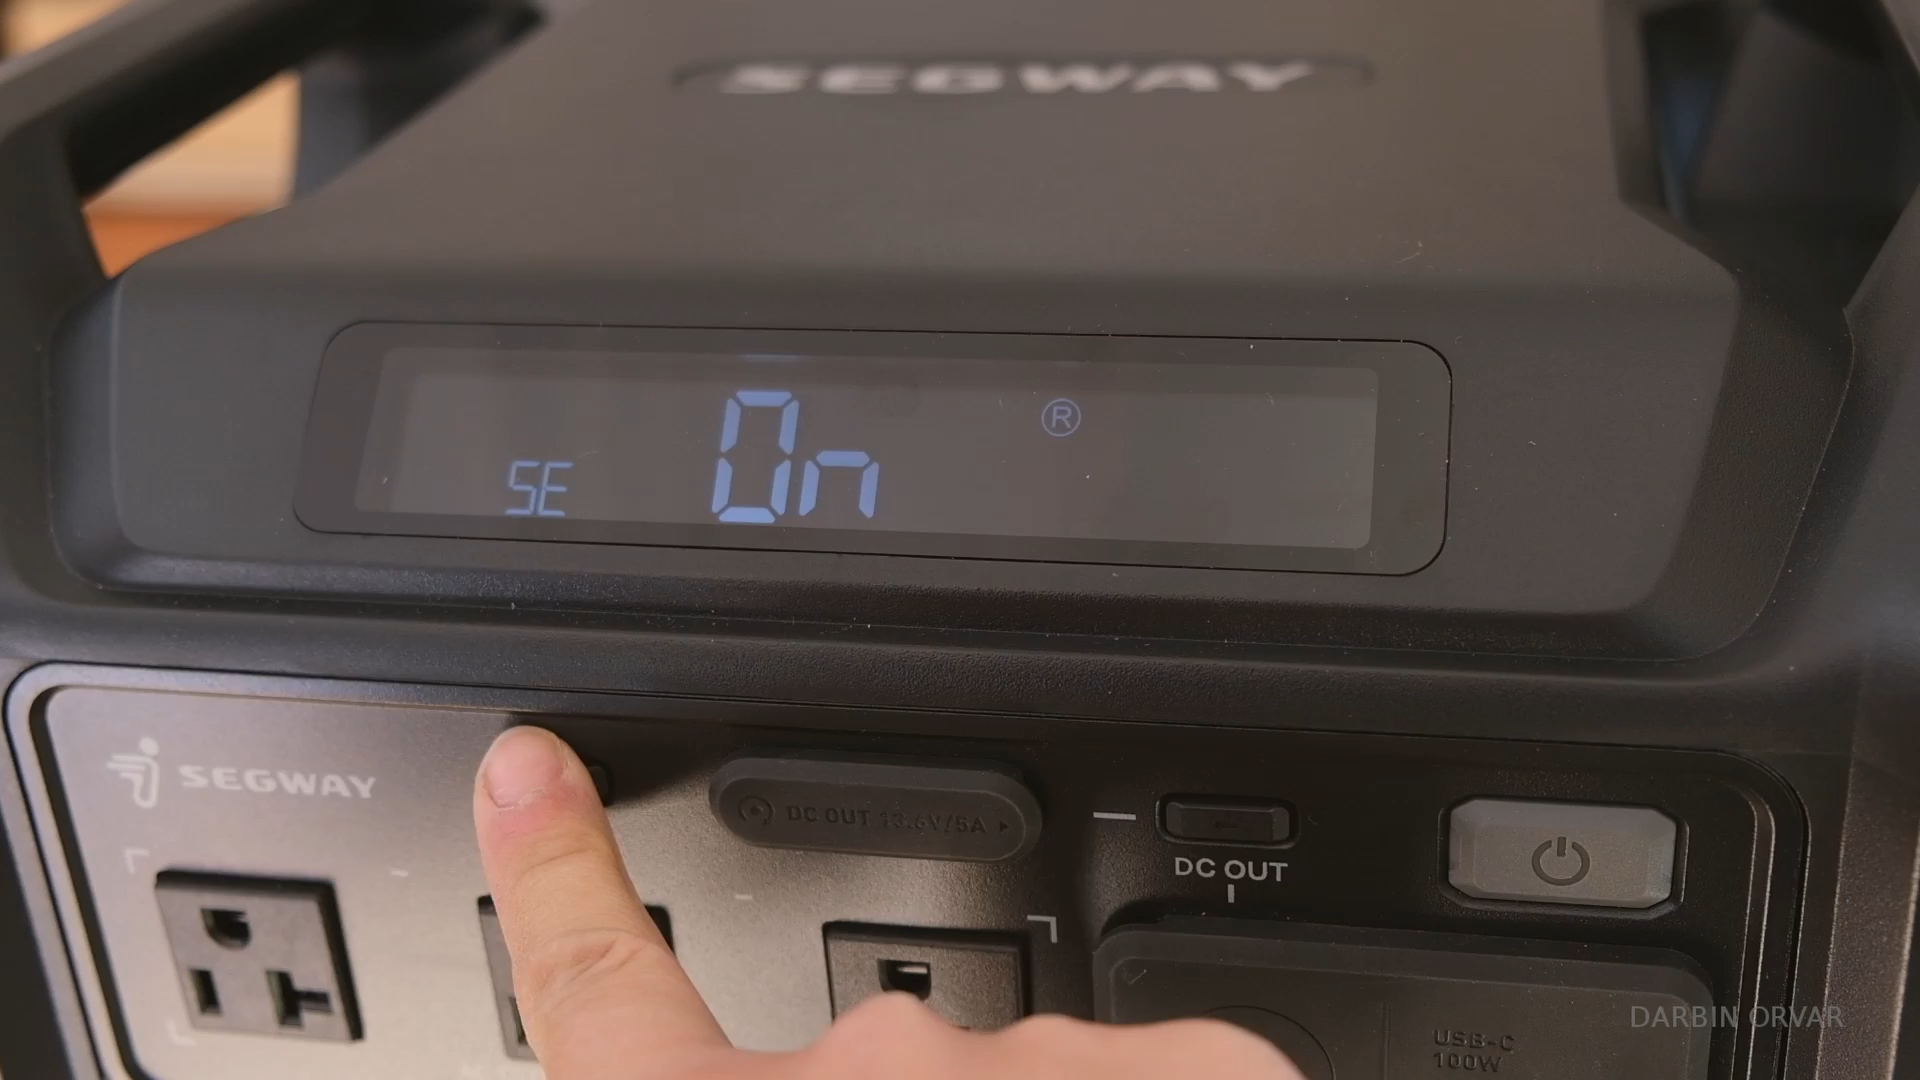 SEGWAY
SE
On
®
SEGWAY
DC OUT 13.6V/5A
DC OUT
USB-C
100W
DARBIN ORVAR